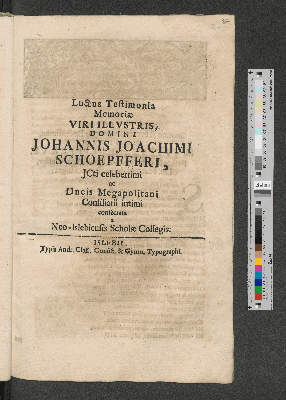 Luctus Testimonia
Memoriæ
VIRI ILLVSTRIS,
DOMINI
JOHANNIS JOACHIMI
SCHOEPFFERI,
JCti celeberrimi
ac
Ducis Megapolitani
Consiliarii intimi
consecrata
a
Neo-Islebiensis Scholæ Collegis.
ISLEBII,
Typis And. Clajj. Consist. & Gymn. Typographi.